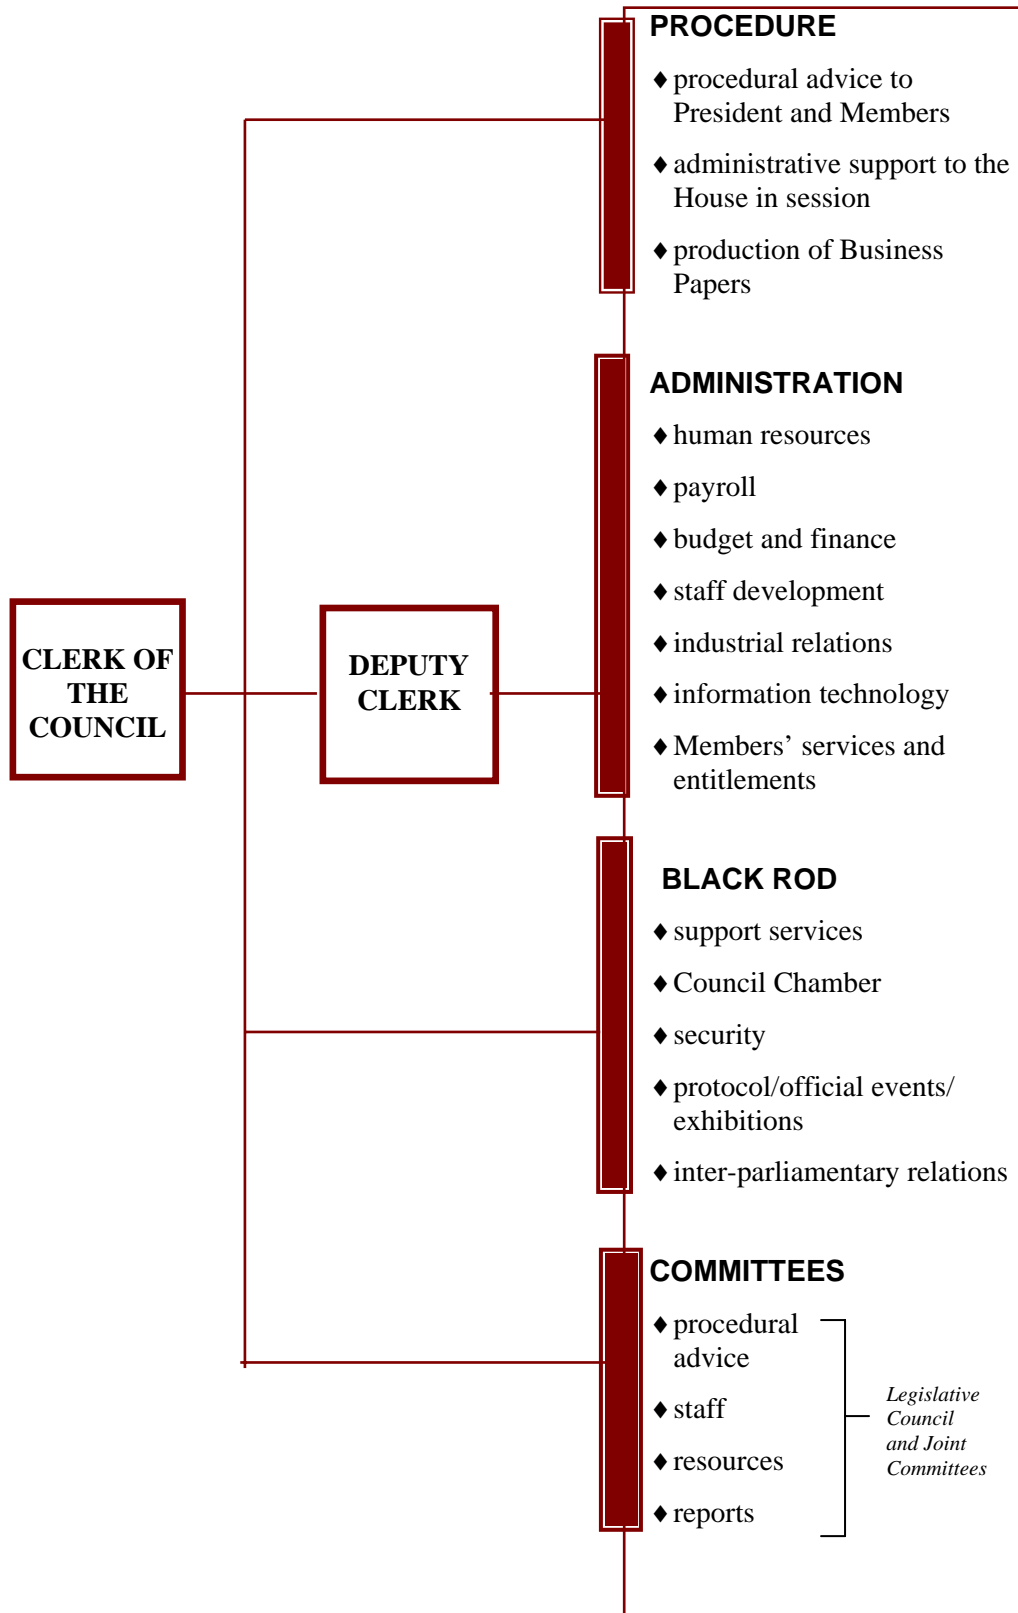 PROCEDURE
♦ procedural advice to
President and Members
♦ administrative support to the
House in session
♦ production of Business
Papers
ADMINISTRATION
♦ human resources
♦ payroll
♦ budget and finance
♦ staff development
♦ industrial relations
♦ information technology
♦ Members’ services and
entitlements
CLERK OF
THE
COUNCIL
DEPUTY
CLERK
BLACK ROD
♦ support services
♦ Council Chamber
♦ security
♦ protocol/official events/
exhibitions
♦ inter-parliamentary relations
COMMITTEES
♦ procedural
advice
♦ staff
♦ resources
♦ reports
Legislative
Council
and Joint
Committees